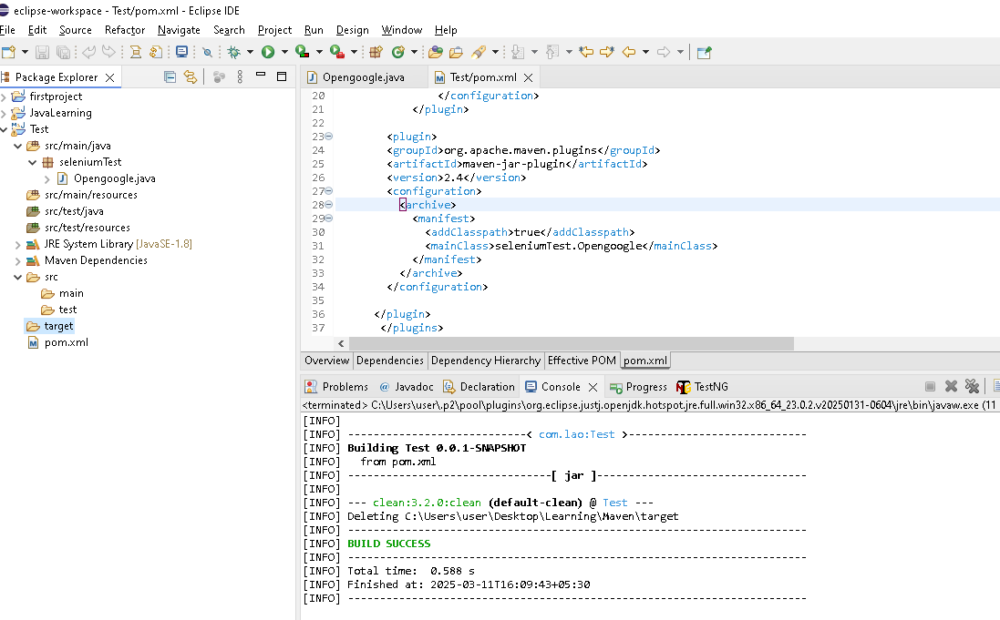 eclipse-workspace - Test/pom.xml - Eclipse IDE
File Edit Source Refactor Navigate Search Project Run Design Window Help
Package Explorer
firstproject
JavaLearning
Test
src/main/java
seleniumTest
Opengoogle.java
src/main/resources
src/test/java
src/test/resources
JRE System Library [JavaSE-1.8]
Maven Dependencies
src
main
test
target
pom.xml
Opengoogle.java Test/pom.xml
20 </configuration>
21 </plugin>
22
23 <plugin>
24 <groupId>org.apache.maven.plugins</groupId>
25 <artifactId>maven-jar-plugin</artifactId>
26 <version>2.4</version>
27 <configuration>
28 <archive>
29 <manifest>
30 <addClasspath>true</addClasspath>
31 <mainClass>seleniumTest.Opengoogle</mainClass>
32 </manifest>
33 </archive>
34 </configuration>
35
36 </plugin>
37 </plugins>
Overview Dependencies Dependency Hierarchy Effective POM pom.xml
Problems @ Javadoc Declaration Console Progress TestNG
<terminated> C:\Users\user\.p2\pool\plugins\org.eclipse.justj.openjdk.hotspot.jre.full.win32.x86_64_23.0.2.v20250131-0604\jre\bin\javaw.exe (11
[INFO]
[INFO] ----------------------------< com.lao:Test >----------------------------
[INFO] Building Test 0.0.1-SNAPSHOT
[INFO]   from pom.xml
[INFO] --------------------------------[ jar ]---------------------------------
[INFO]
[INFO] --- clean:3.2.0:clean (default-clean) @ Test ---
[INFO] Deleting C:\Users\user\Desktop\Learning\Maven\target
[INFO] ------------------------------------------------------------------------
[INFO] BUILD SUCCESS
[INFO] ------------------------------------------------------------------------
[INFO] Total time:  0.588 s
[INFO] Finished at: 2025-03-11T16:09:43+05:30
[INFO] ------------------------------------------------------------------------